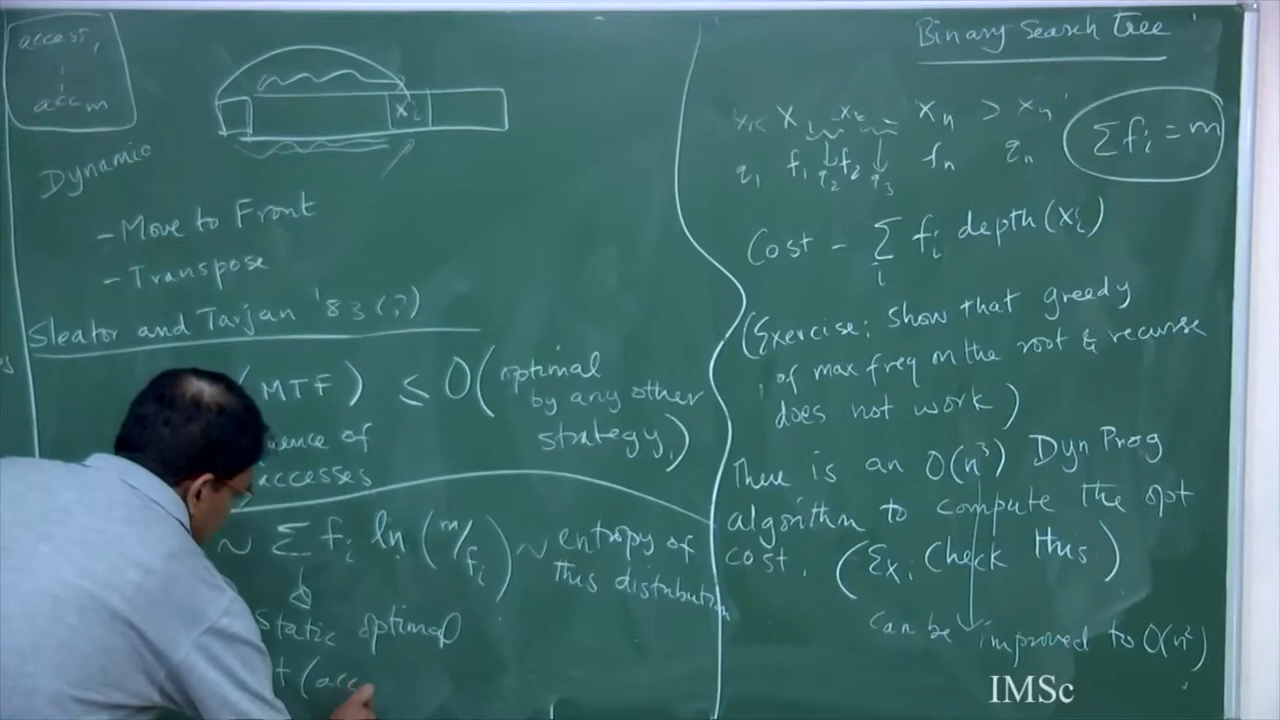 access,
acc m
Dynamic
xi
- Move to Front
- Transpose
Sleator and Tarjan '83(?)
(MTF) ≤ O(optimal
by any other
strategy,)
uence of
accesses
~ Σ fi ln (m/fi) ~ entropy of
this distribution
static optimal
t (acc
Binary Search Tree
x1 x2 xn > xn
q1 f1 q2 f2 q3 fn qn
Σ fi = m
Cost - Σ fi depth(xi)
i
(Exercise: Show that greedy
of max freq on the root & recurse
does not work)
There is an O(n³) Dyn Prog
algorithm to compute the opt
cost. (Ex. Check this)
can be improved to O(n²)
IMSc